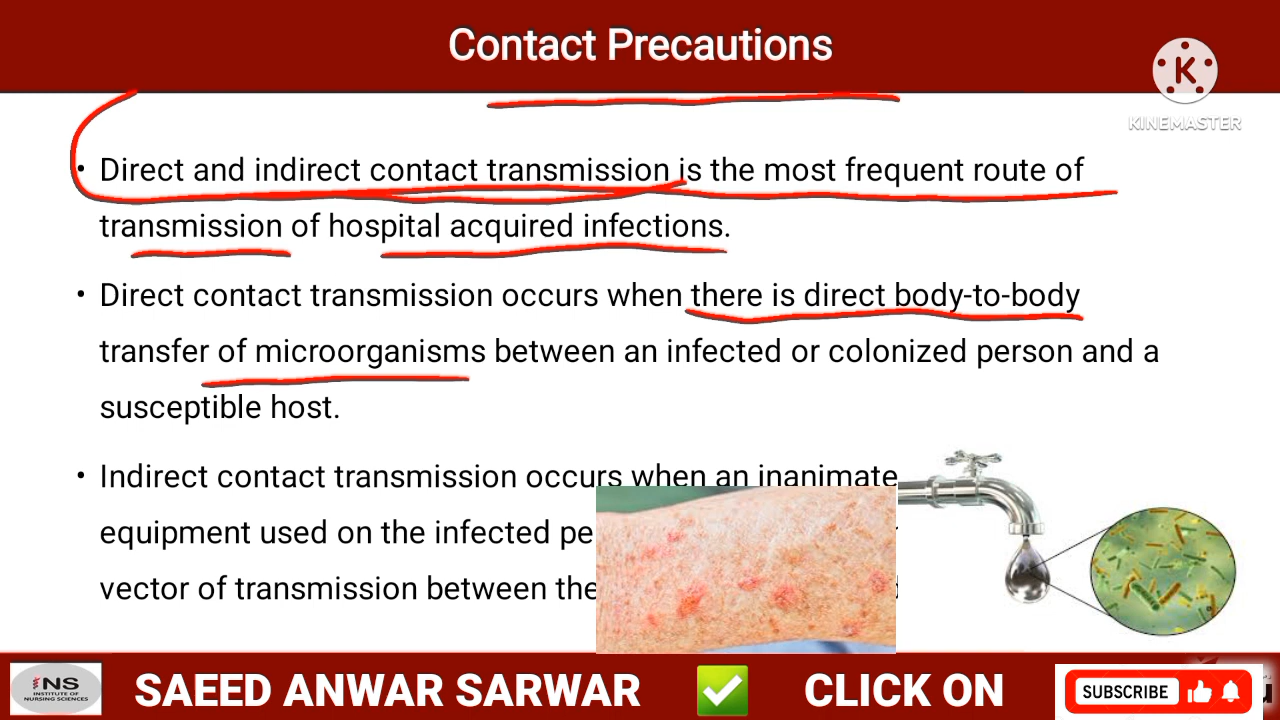 Contact Precautions
KINEMASTER
• Direct and indirect contact transmission is the most frequent route of
transmission of hospital acquired infections.
• Direct contact transmission occurs when there is direct body-to-body
transfer of microorganisms between an infected or colonized person and a
susceptible host.
• Indirect contact transmission occurs when an inanimate
equipment used on the infected
vector of transmission between the
INS
INSTITUTE OF
NURSING SCIENCES
SAEED ANWAR SARWAR ✅ CLICK ON
SUBSCRIBE